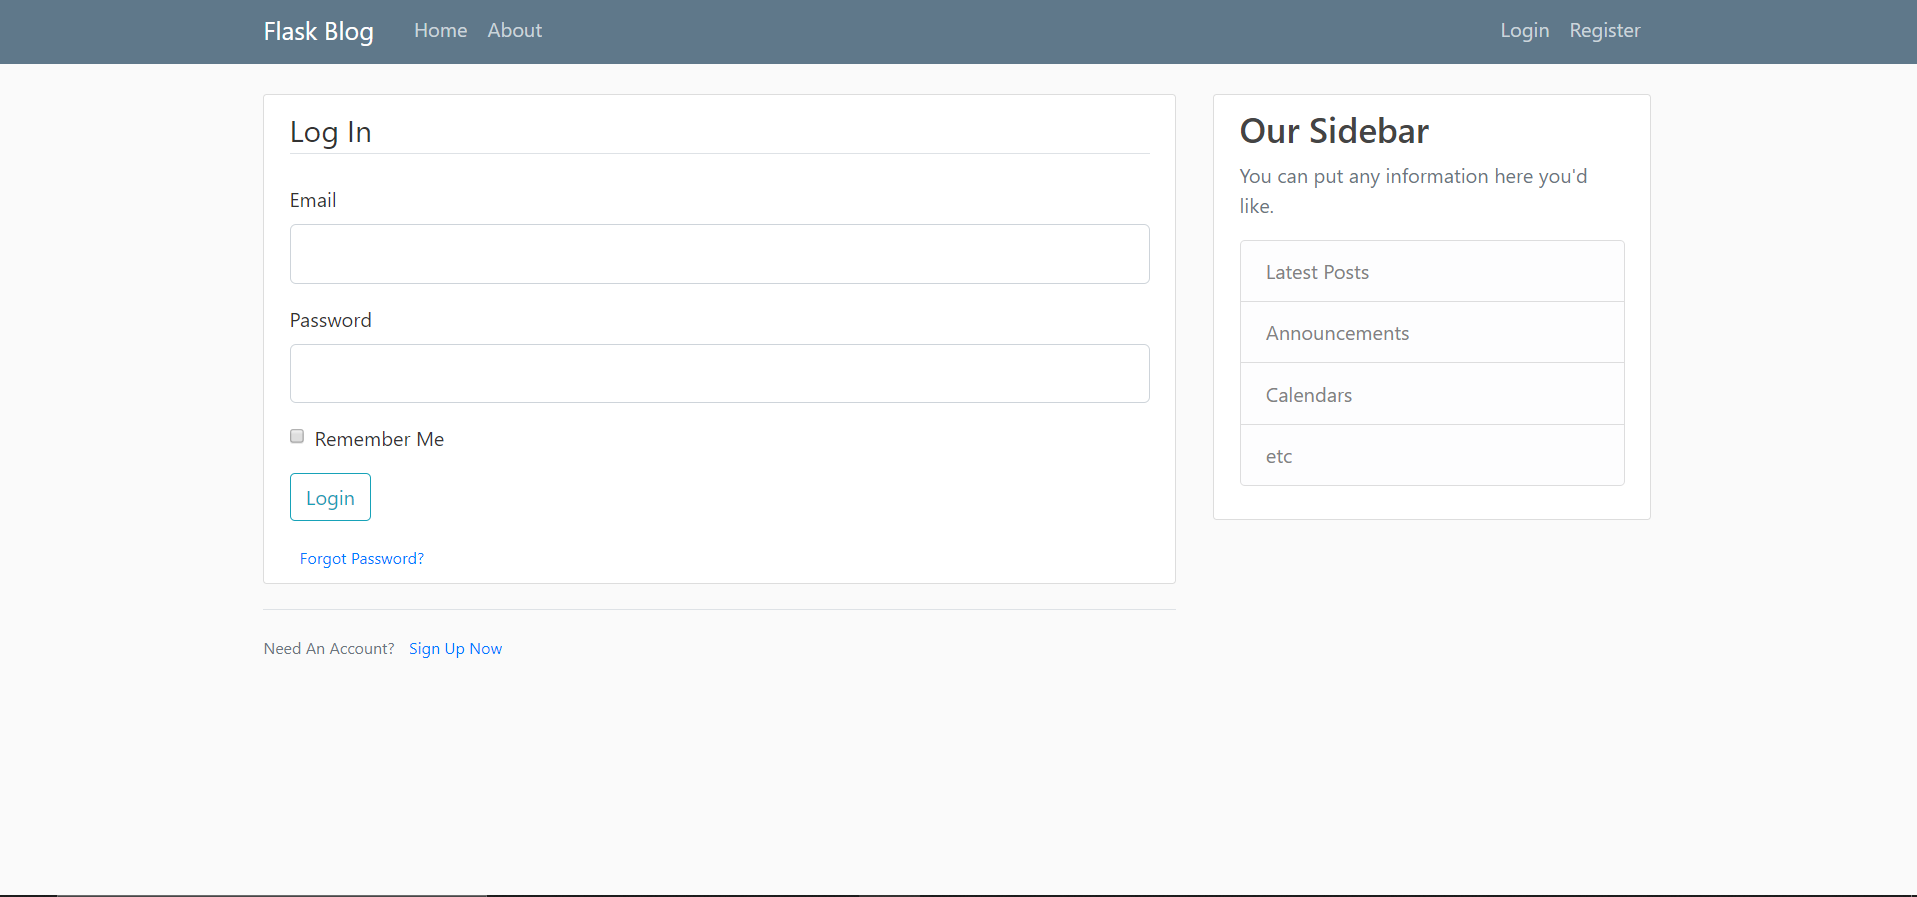 Flask Blog Home About Login Register
Log In
Email
Password
Remember Me
Login
Forgot Password?
Need An Account? Sign Up Now
Our Sidebar
You can put any information here you'd
like.
Latest Posts
Announcements
Calendars
etc